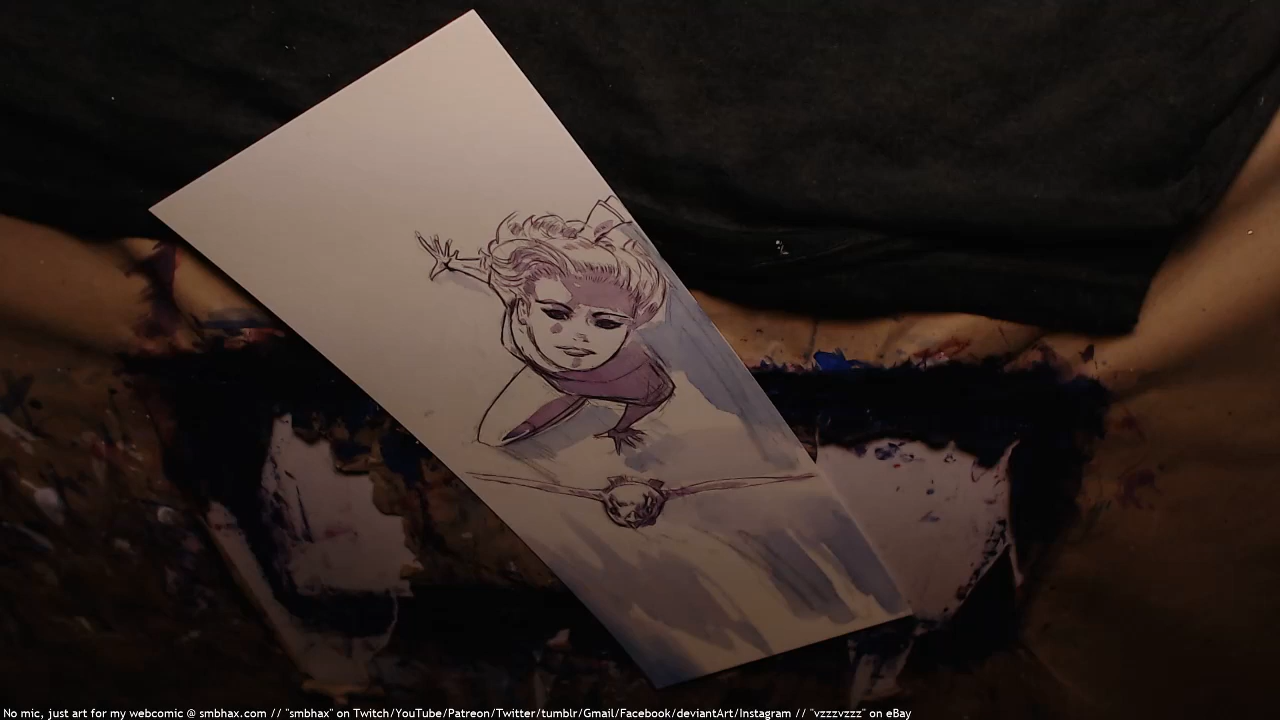 No mic, just art for my webcomic @ smbhax.com // "smbhax" on Twitch/YouTube/Patreon/Twitter/tumblr/Gmail/Facebook/deviantArt/Instagram // "vzzzvzzz" on eBay